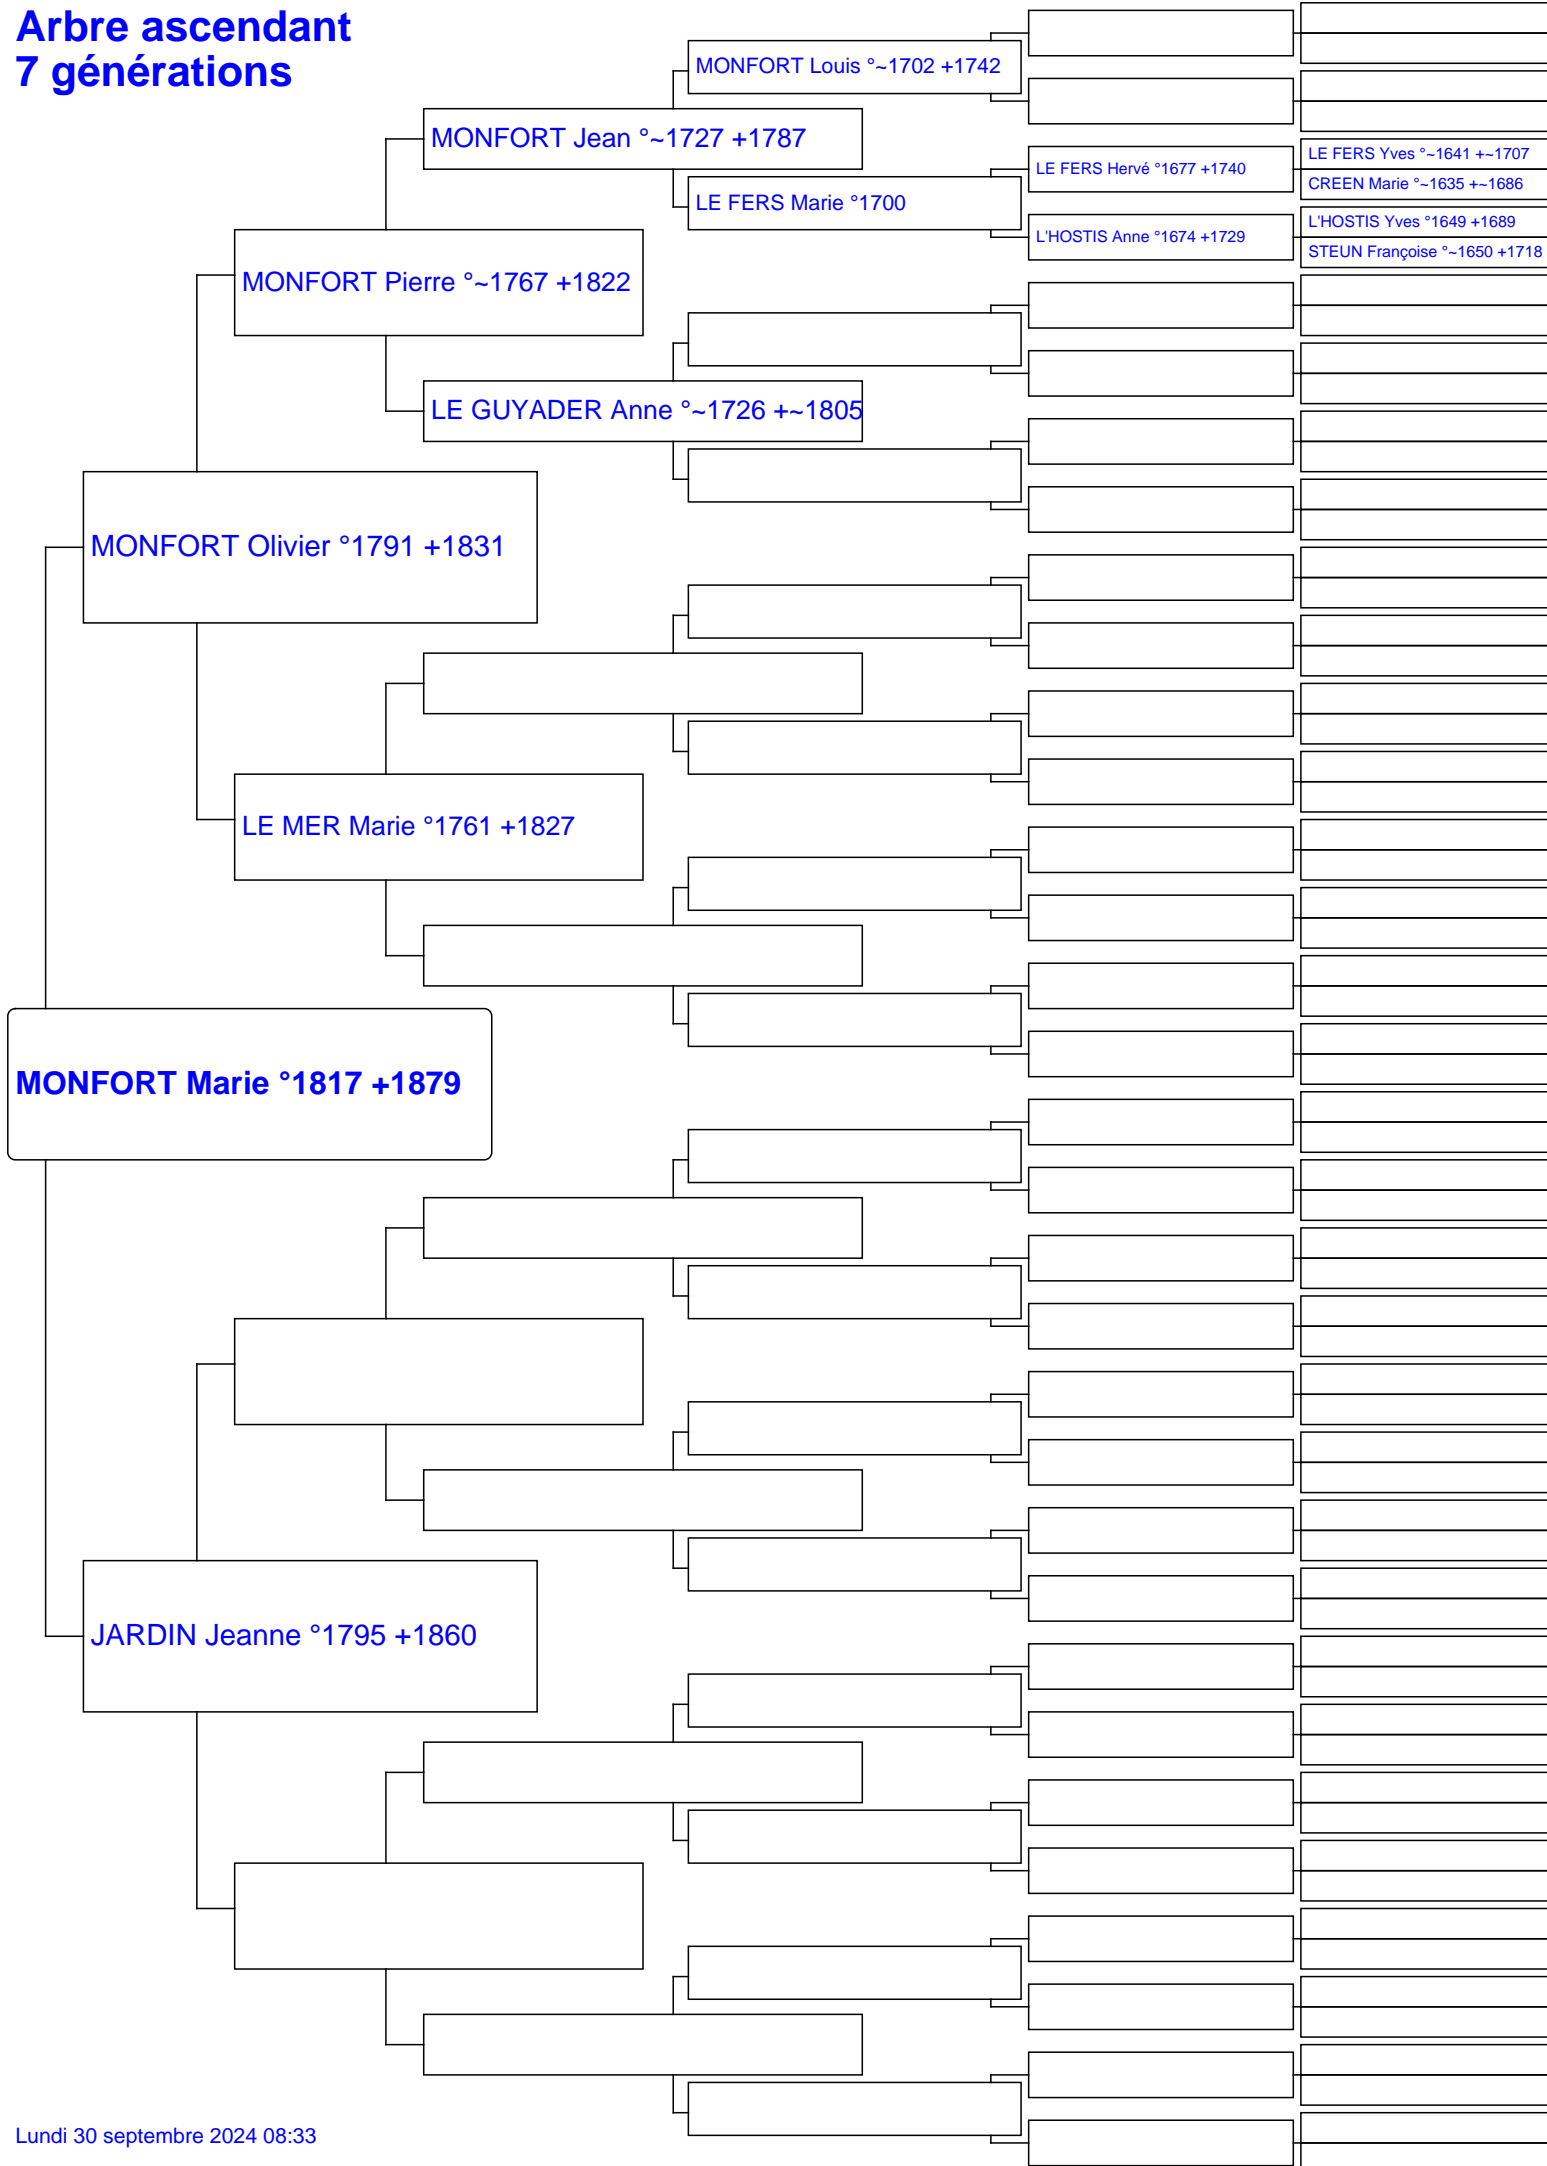 Arbre ascendant
7 générations
MONFORT Louis °~1702 +1742
MONFORT Jean °~1727 +1787
LE FERS Yves °~1641 +~1707
LE FERS Hervé °1677 +1740
CREEN Marie °~1635 +~1686
LE FERS Marie °1700
L'HOSTIS Yves °1649 +1689
L'HOSTIS Anne °1674 +1729
STEUN Françoise °~1650 +1718
MONFORT Pierre °~1767 +1822
LE GUYADER Anne °~1726 +~1805
MONFORT Olivier °1791 +1831
LE MER Marie °1761 +1827
MONFORT Marie °1817 +1879
JARDIN Jeanne °1795 +1860
Lundi 30 septembre 2024 08:33